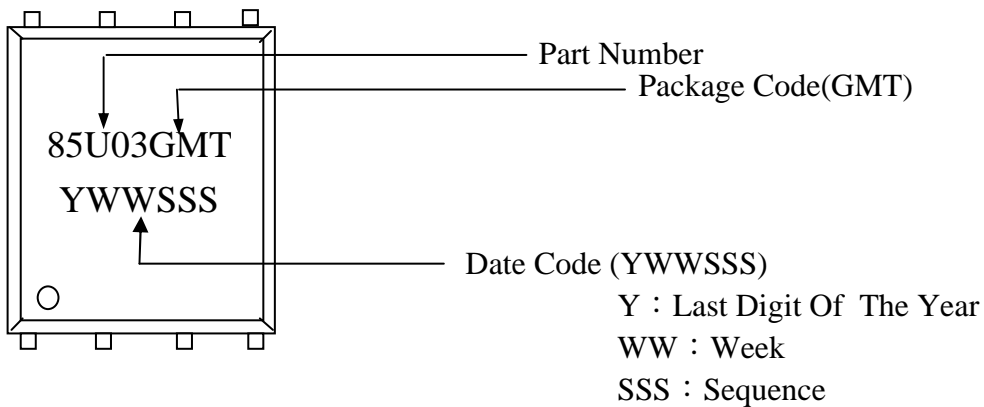 Part Number
Package Code(GMT)
85U03GMT
YWWSSS
Date Code (YWWSSS)
Y：Last Digit Of The Year
WW：Week
SSS：Sequence